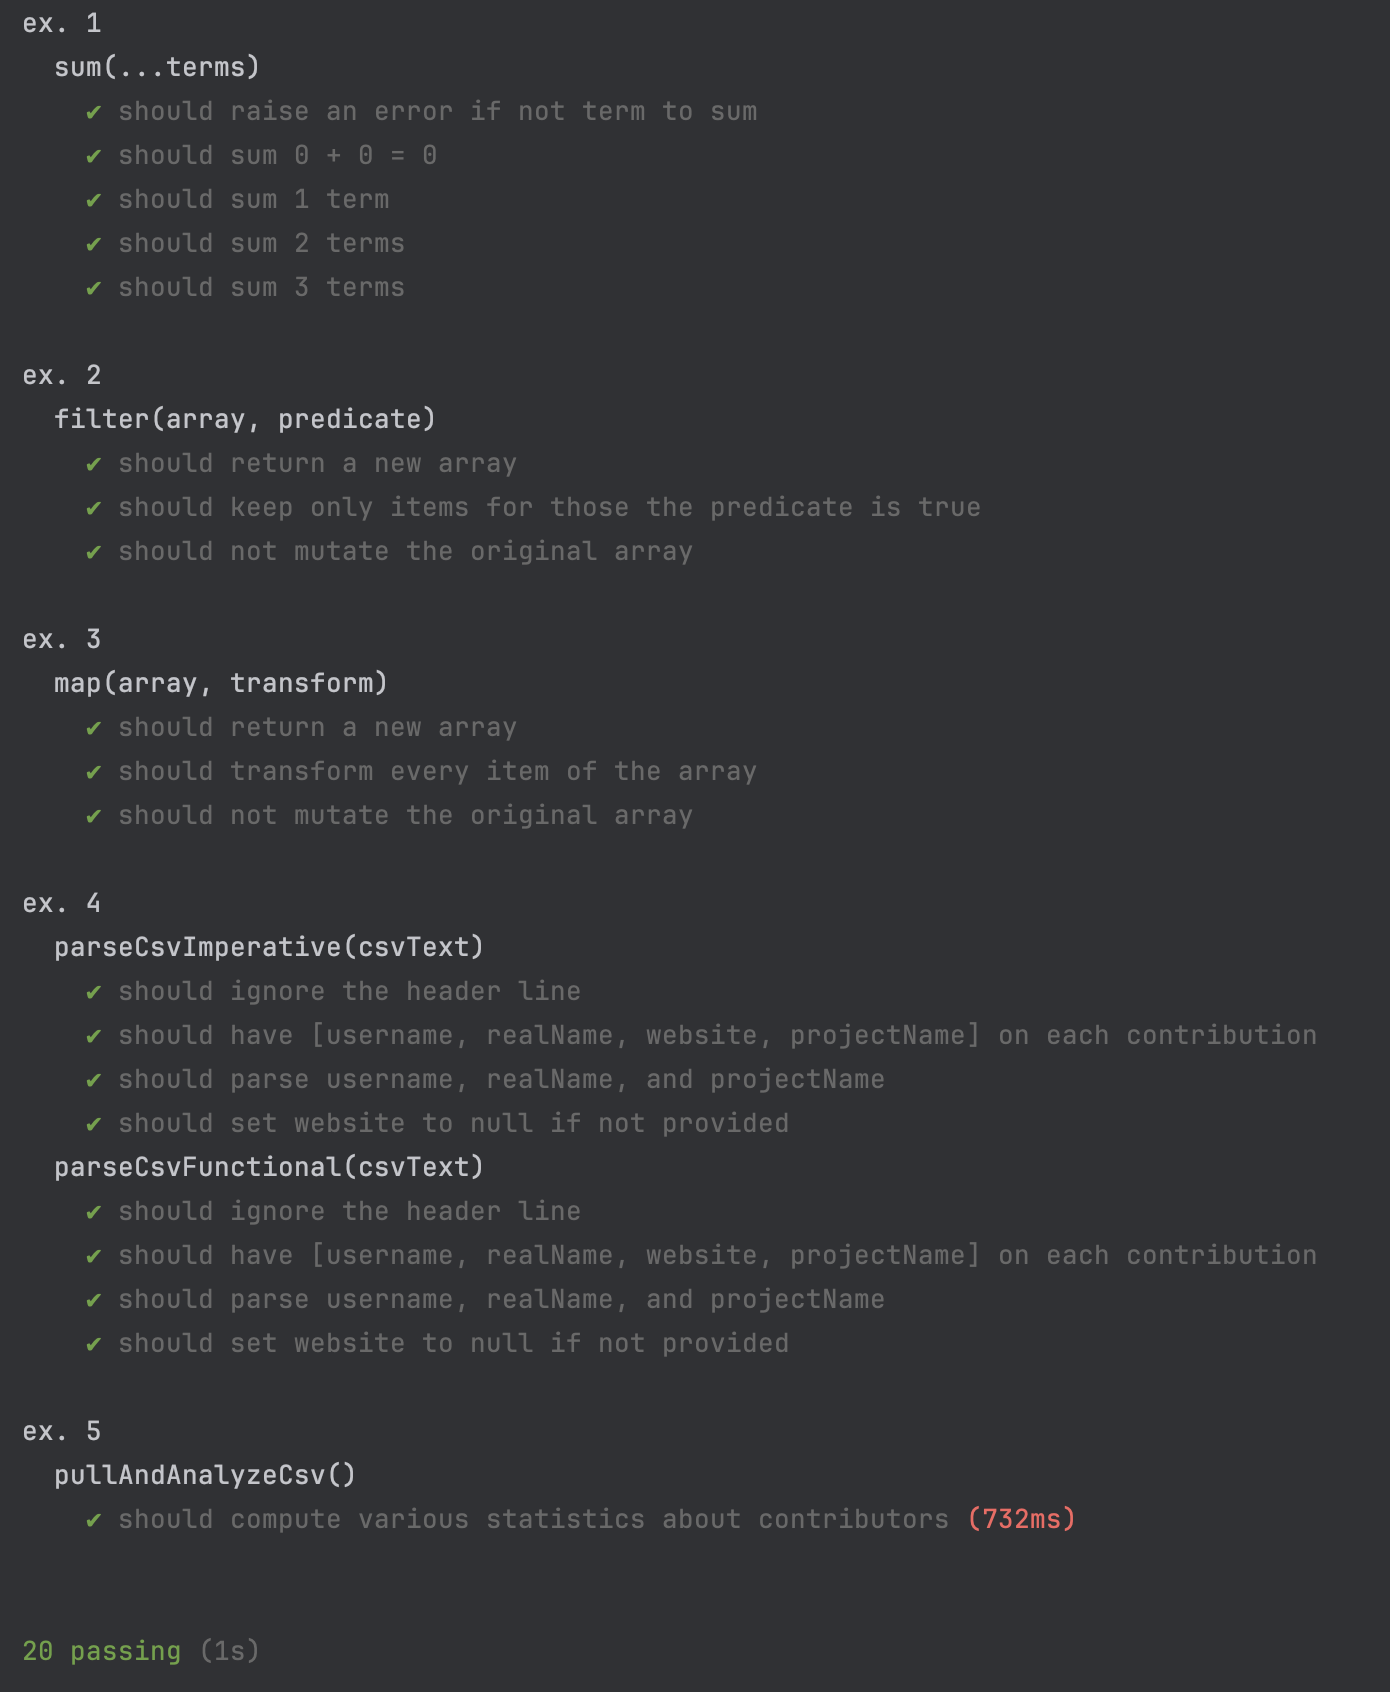 ex. 1
sum(...terms)
✔ should raise an error if not term to sum
✔ should sum 0 + 0 = 0
✔ should sum 1 term
✔ should sum 2 terms
✔ should sum 3 terms
ex. 2
filter(array, predicate)
✔ should return a new array
✔ should keep only items for those the predicate is true
✔ should not mutate the original array
ex. 3
map(array, transform)
✔ should return a new array
✔ should transform every item of the array
✔ should not mutate the original array
ex. 4
parseCsvImperative(csvText)
✔ should ignore the header line
✔ should have [username, realName, website, projectName] on each contribution
✔ should parse username, realName, and projectName
✔ should set website to null if not provided
parseCsvFunctional(csvText)
✔ should ignore the header line
✔ should have [username, realName, website, projectName] on each contribution
✔ should parse username, realName, and projectName
✔ should set website to null if not provided
ex. 5
pullAndAnalyzeCsv()
✔ should compute various statistics about contributors (732ms)
20 passing (1s)